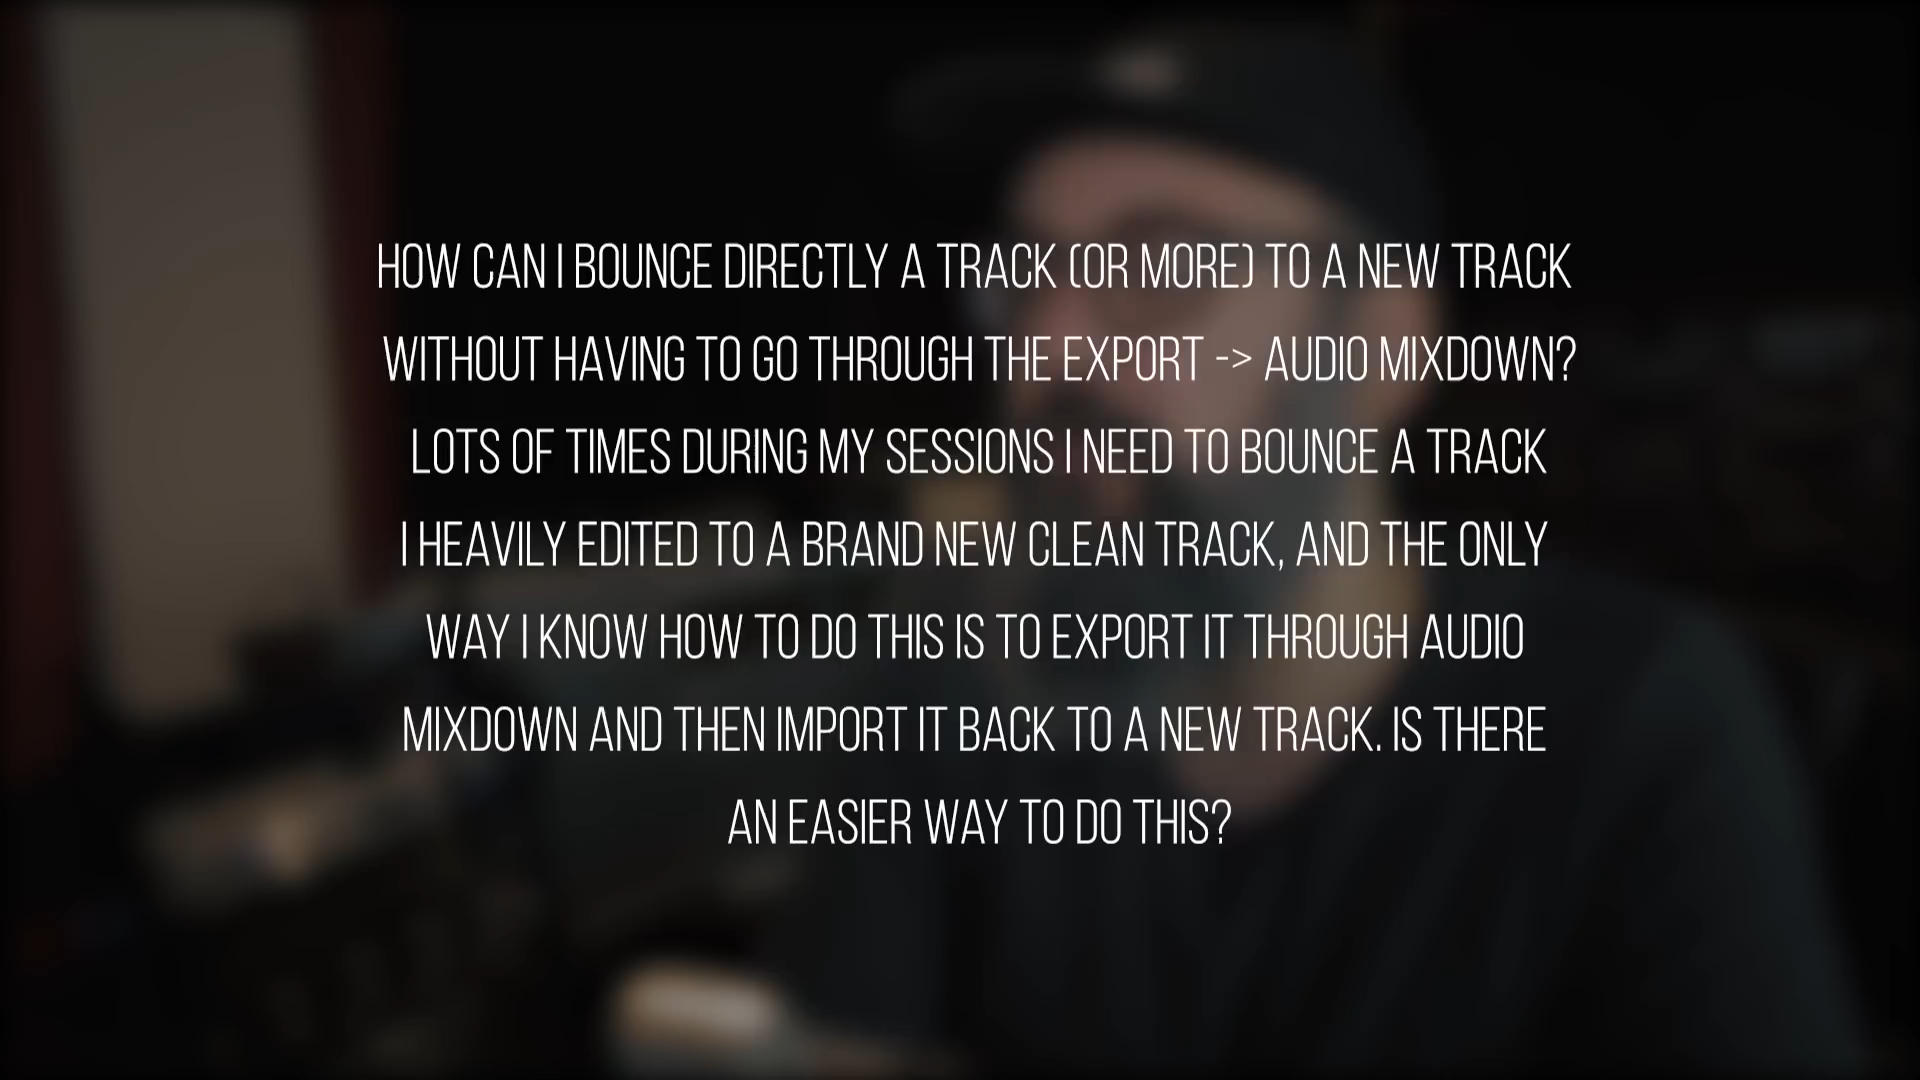 HOW CAN I BOUNCE DIRECTLY A TRACK (OR MORE) TO A NEW TRACK
WITHOUT HAVING TO GO THROUGH THE EXPORT -> AUDIO MIXDOWN?
LOTS OF TIMES DURING MY SESSIONS I NEED TO BOUNCE A TRACK
I HEAVILY EDITED TO A BRAND NEW CLEAN TRACK, AND THE ONLY
WAY I KNOW HOW TO DO THIS IS TO EXPORT IT THROUGH AUDIO
MIXDOWN AND THEN IMPORT IT BACK TO A NEW TRACK. IS THERE
AN EASIER WAY TO DO THIS?